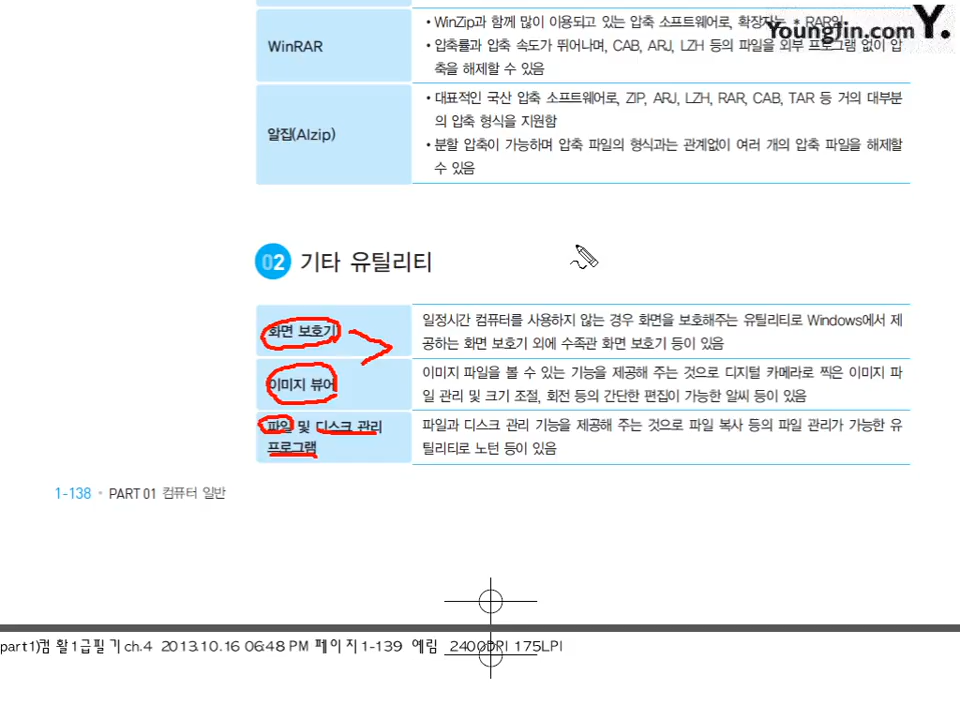 WinRAR
• WinZip과 함께 많이 이용되고 있는 압축 소프트웨어로, 확장자는 *.RAR임
• 압축률과 압축 속도가 뛰어나며, CAB, ARJ, LZH 등의 파일을 외부 프로그램 없이 압
축을 해제할 수 있음
YoungJin.com Y.
알집(Alzip)
• 대표적인 국산 압축 소프트웨어로, ZIP, ARJ, LZH, RAR, CAB, TAR 등 거의 대부분
의 압축 형식을 지원함
• 분할 압축이 가능하며 압축 파일의 형식과는 관계없이 여러 개의 압축 파일을 해제할
수 있음
02 기타 유틸리티
화면 보호기
일정시간 컴퓨터를 사용하지 않는 경우 화면을 보호해주는 유틸리티로 Windows에서 제
공하는 화면 보호기 외에 수족관 화면 보호기 등이 있음
이미지 뷰어
이미지 파일을 볼 수 있는 기능을 제공해 주는 것으로 디지털 카메라로 찍은 이미지 파
일 관리 및 크기 조절, 회전 등의 간단한 편집이 가능한 알씨 등이 있음
파일 및 디스크 관리
프로그램
파일과 디스크 관리 기능을 제공해 주는 것으로 파일 복사 등의 파일 관리가 가능한 유
틸리티로 노턴 등이 있음
1-138 • PART 01 컴퓨터 일반
part1)컴활1급필기ch.4 2013.10.16 06:48 PM 페이지1-139 예림 2400DPI 175LPI